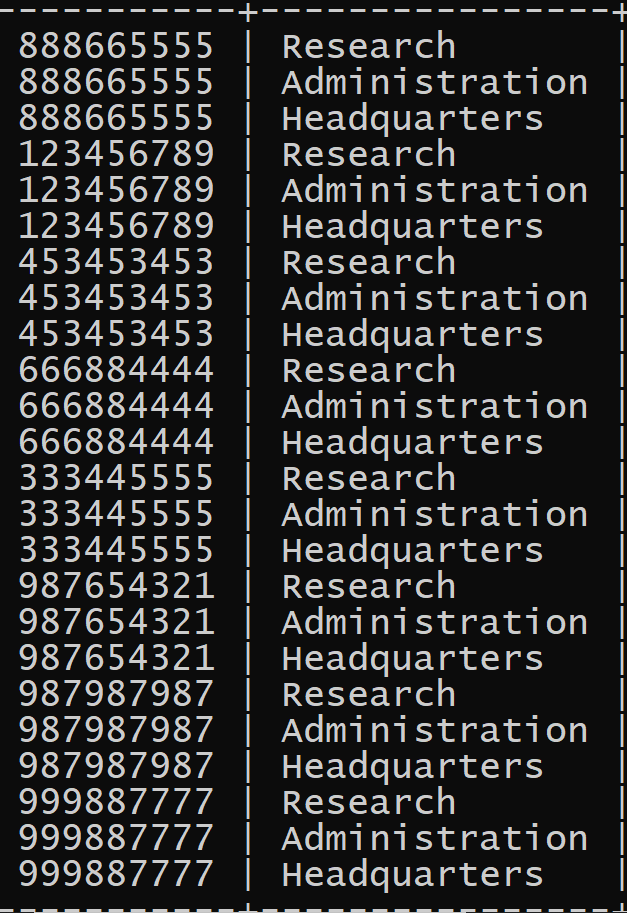 -----------+----------------+
888665555 | Research |
888665555 | Administration |
888665555 | Headquarters |
123456789 | Research |
123456789 | Administration |
123456789 | Headquarters |
453453453 | Research |
453453453 | Administration |
453453453 | Headquarters |
666884444 | Research |
666884444 | Administration |
666884444 | Headquarters |
333445555 | Research |
333445555 | Administration |
333445555 | Headquarters |
987654321 | Research |
987654321 | Administration |
987654321 | Headquarters |
987987987 | Research |
987987987 | Administration |
987987987 | Headquarters |
999887777 | Research |
999887777 | Administration |
999887777 | Headquarters |
-----------+----------------+